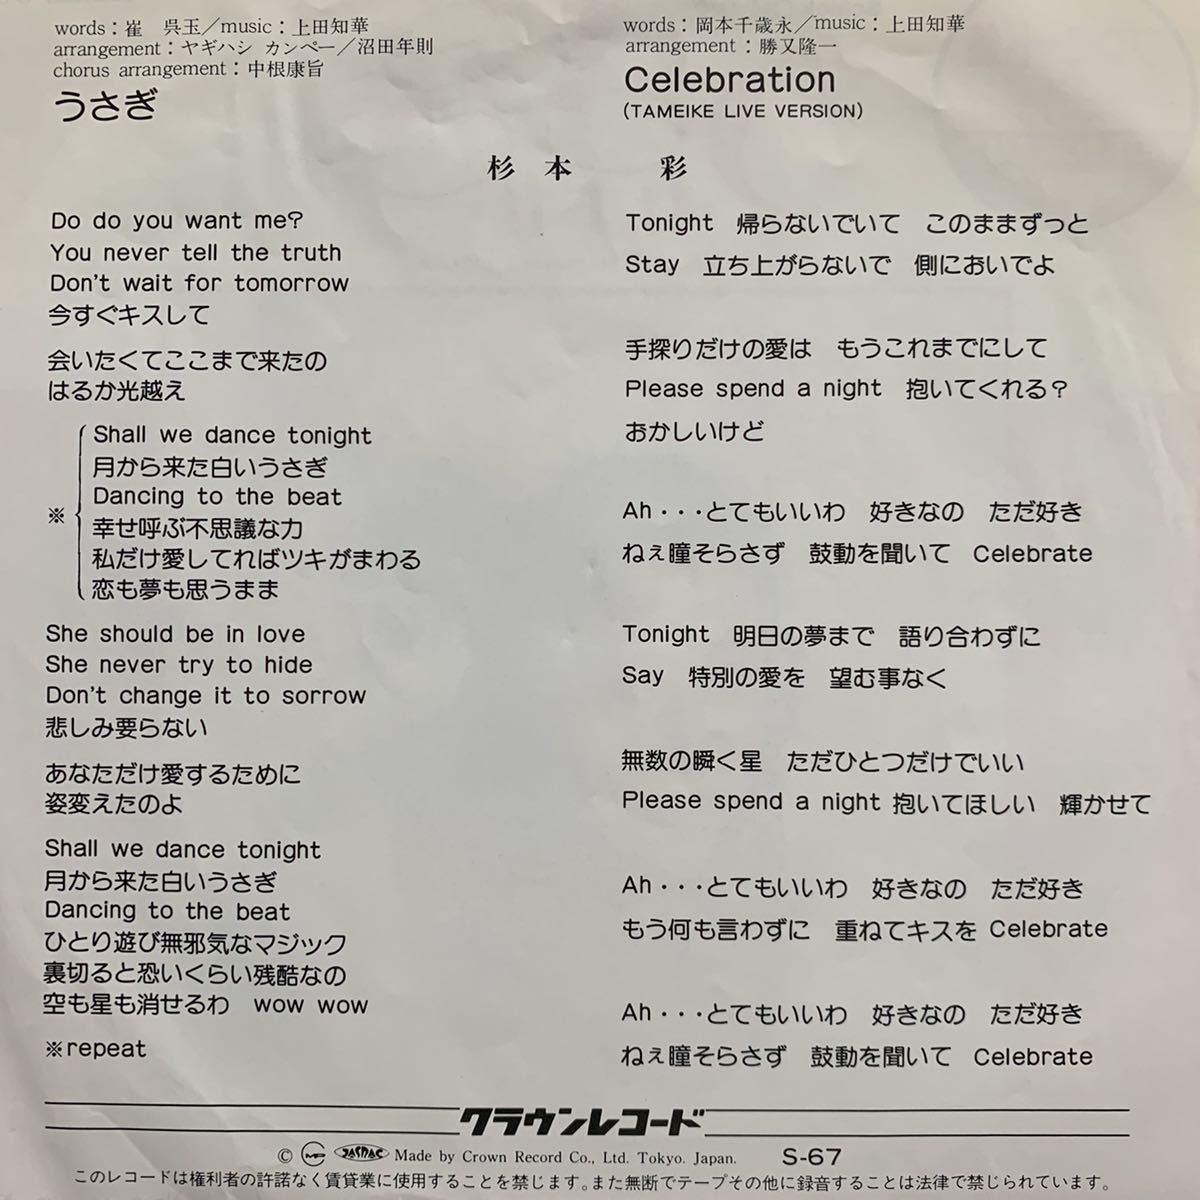 words：崔　呉玉／music：上田知華
arrangement：ヤギハシ カンペー／沼田年則
chorus arrangement：中根康旨
うさぎ
words：岡本千歳永／music：上田知華
arrangement：勝又隆一
Celebration
(TAMEIKE LIVE VERSION)
杉本　彩
Do do you want me?
You never tell the truth
Don't wait for tomorrow
今すぐキスして
会いたくてここまで来たの
はるか光越え
※
Shall we dance tonight
月から来た白いうさぎ
Dancing to the beat
幸せ呼ぶ不思議な力
私だけ愛してればツキがまわる
恋も夢も思うまま
She should be in love
She never try to hide
Don't change it to sorrow
悲しみ要らない
あなただけ愛するために
姿変えたのよ
Shall we dance tonight
月から来た白いうさぎ
Dancing to the beat
ひとり遊び無邪気なマジック
裏切ると恐いくらい残酷なの
空も星も消せるわ　wow wow
※repeat
Tonight　帰らないでいて　このままずっと
Stay　立ち上がらないで　側においでよ
手探りだけの愛は　もうこれまでにして
Please spend a night　抱いてくれる？
おかしいけど
Ah・・・とてもいいわ　好きなの　ただ好き
ねぇ瞳そらさず　鼓動を聞いて　Celebrate
Tonight　明日の夢まで　語り合わずに
Say　特別の愛を　望む事なく
無数の瞬く星　ただひとつだけでいい
Please spend a night 抱いてほしい　輝かせて
Ah・・・とてもいいわ　好きなの　ただ好き
もう何も言わずに　重ねてキスを Celebrate
Ah・・・とてもいいわ　好きなの　ただ好き
ねぇ瞳そらさず　鼓動を聞いて　Celebrate
クラウンレコード
Ⓒ JASRAC Made by Crown Record Co., Ltd. Tokyo. Japan.　S-67
このレコードは権利者の許諾なく賃貸業に使用することを禁じます。また無断でテープその他に録音することは法律で禁じられています。